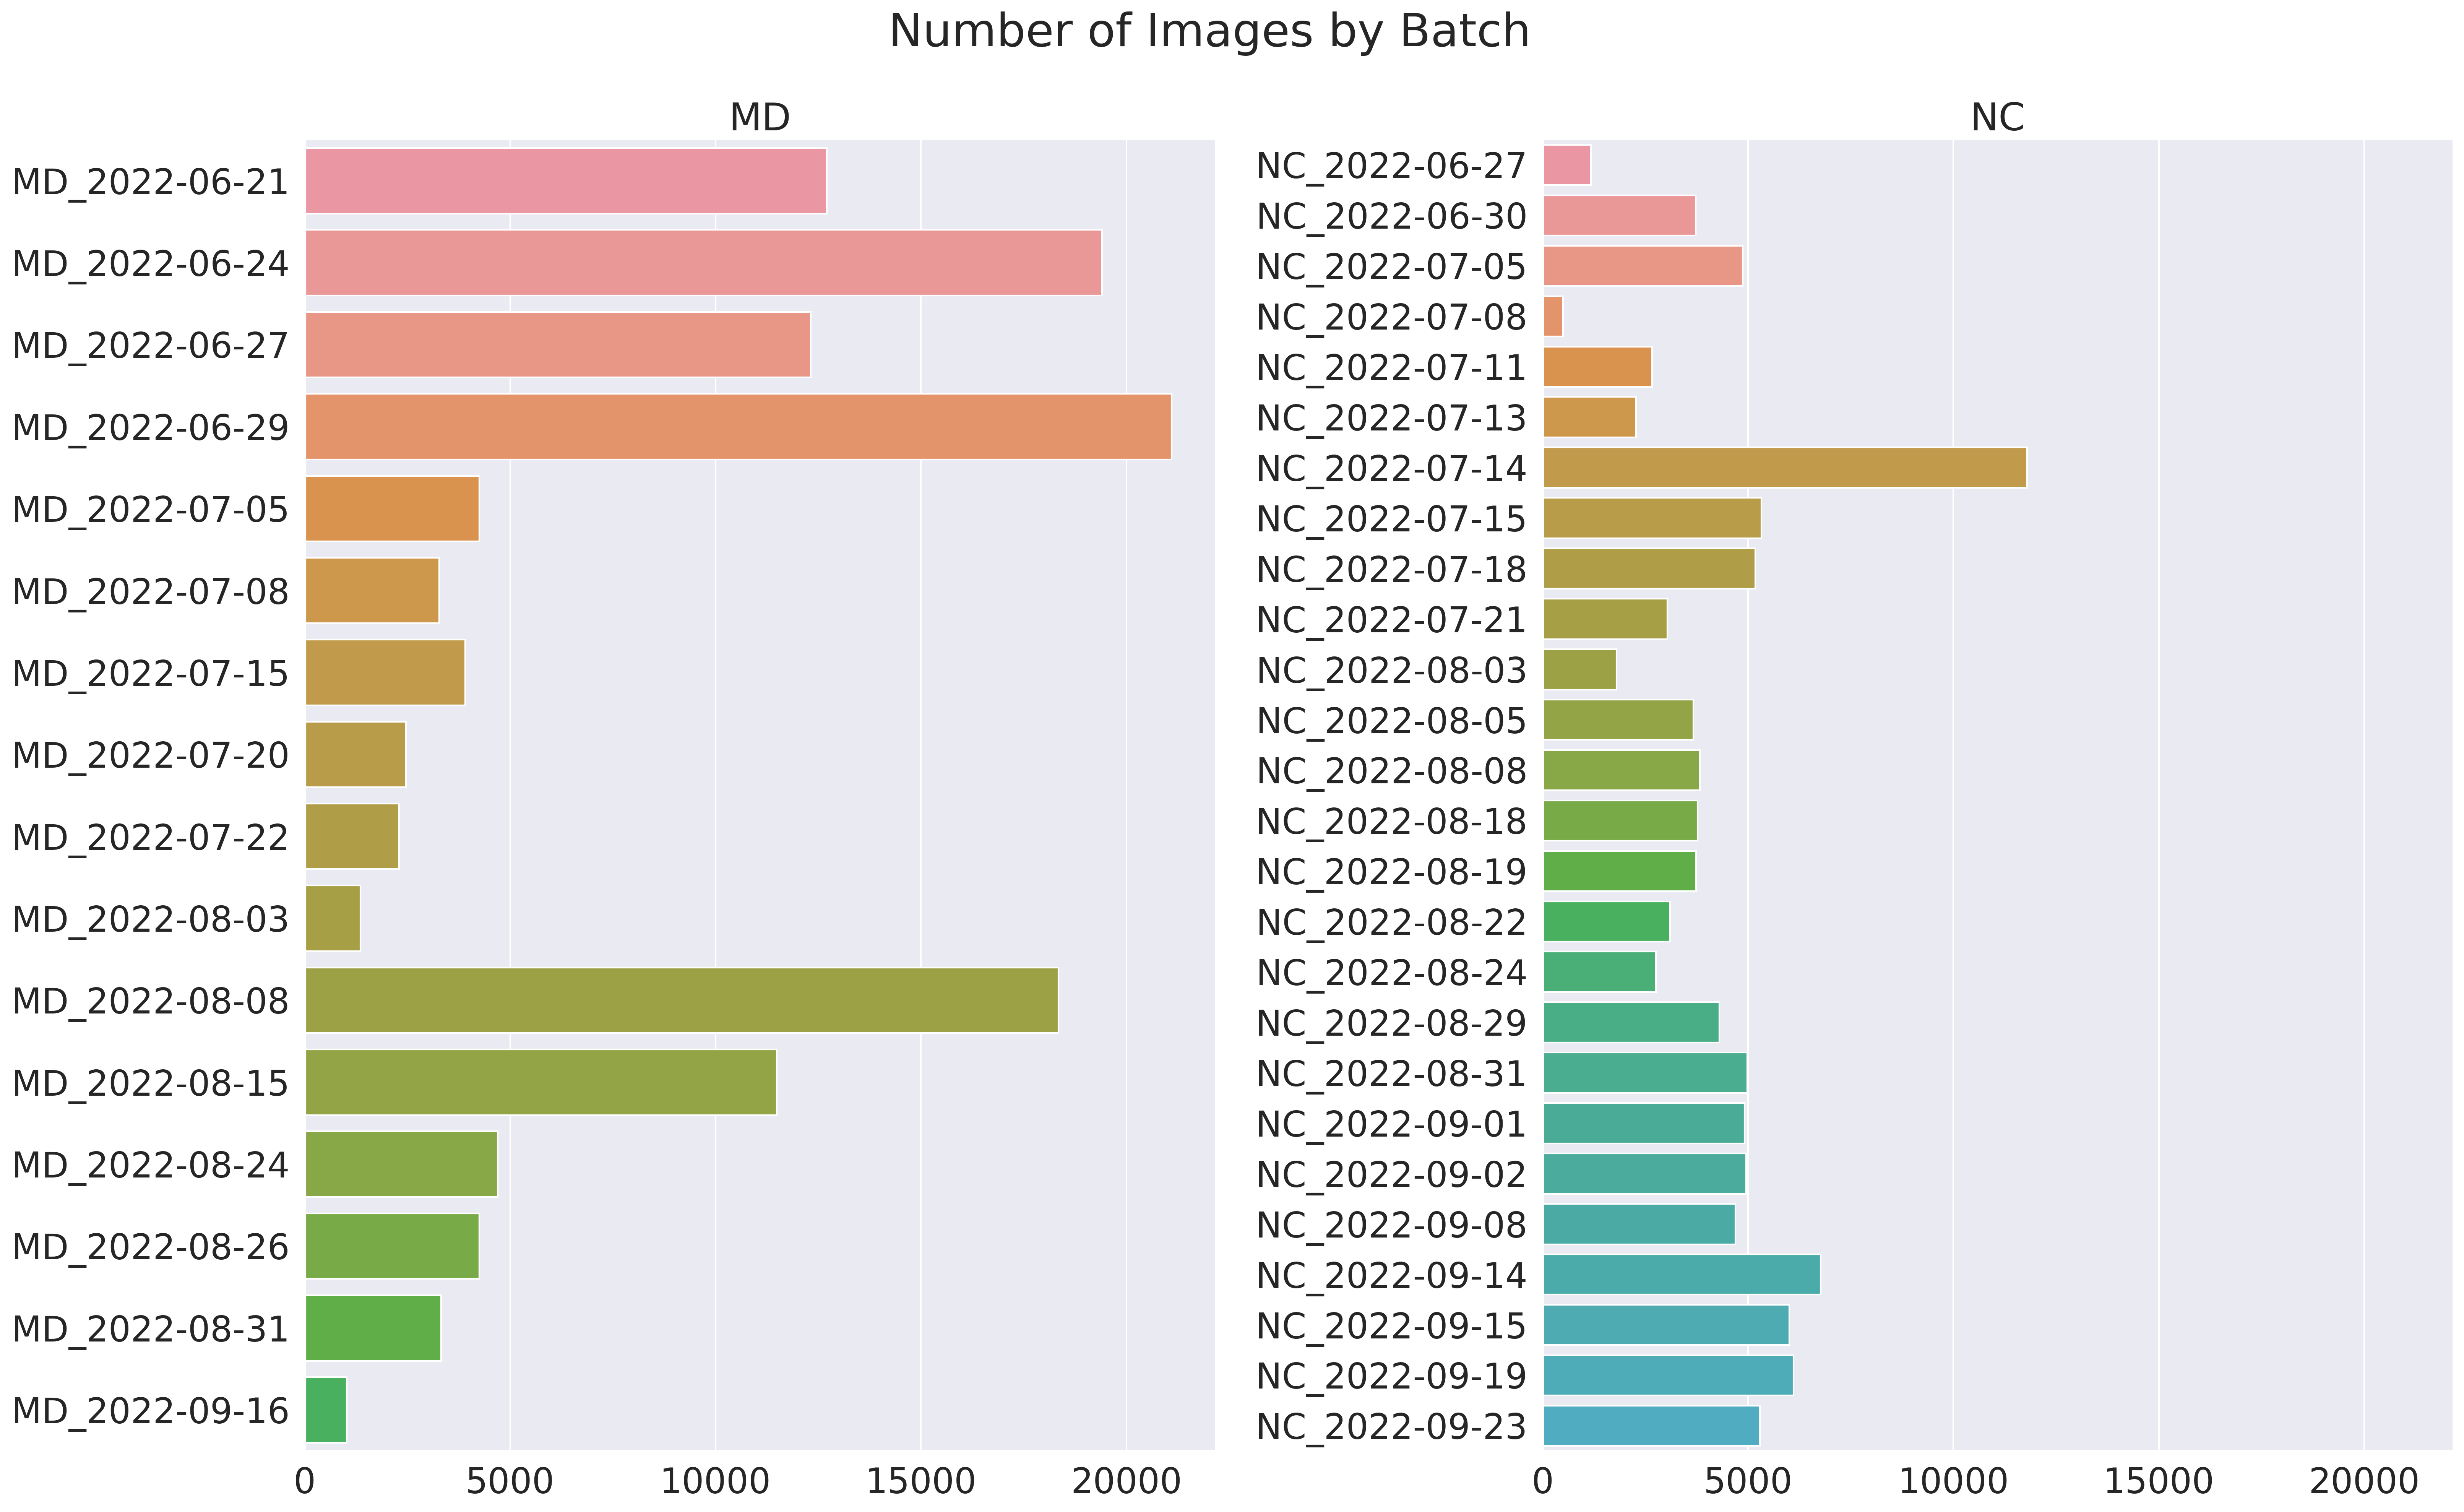 Number of Images by Batch
MD
MD_2022-06-21
MD_2022-06-24
MD_2022-06-27
MD_2022-06-29
MD_2022-07-05
MD_2022-07-08
MD_2022-07-15
MD_2022-07-20
MD_2022-07-22
MD_2022-08-03
MD_2022-08-08
MD_2022-08-15
MD_2022-08-24
MD_2022-08-26
MD_2022-08-31
MD_2022-09-16
0 5000 10000 15000 20000
NC
NC_2022-06-27
NC_2022-06-30
NC_2022-07-05
NC_2022-07-08
NC_2022-07-11
NC_2022-07-13
NC_2022-07-14
NC_2022-07-15
NC_2022-07-18
NC_2022-07-21
NC_2022-08-03
NC_2022-08-05
NC_2022-08-08
NC_2022-08-18
NC_2022-08-19
NC_2022-08-22
NC_2022-08-24
NC_2022-08-29
NC_2022-08-31
NC_2022-09-01
NC_2022-09-02
NC_2022-09-08
NC_2022-09-14
NC_2022-09-15
NC_2022-09-19
NC_2022-09-23
0 5000 10000 15000 20000